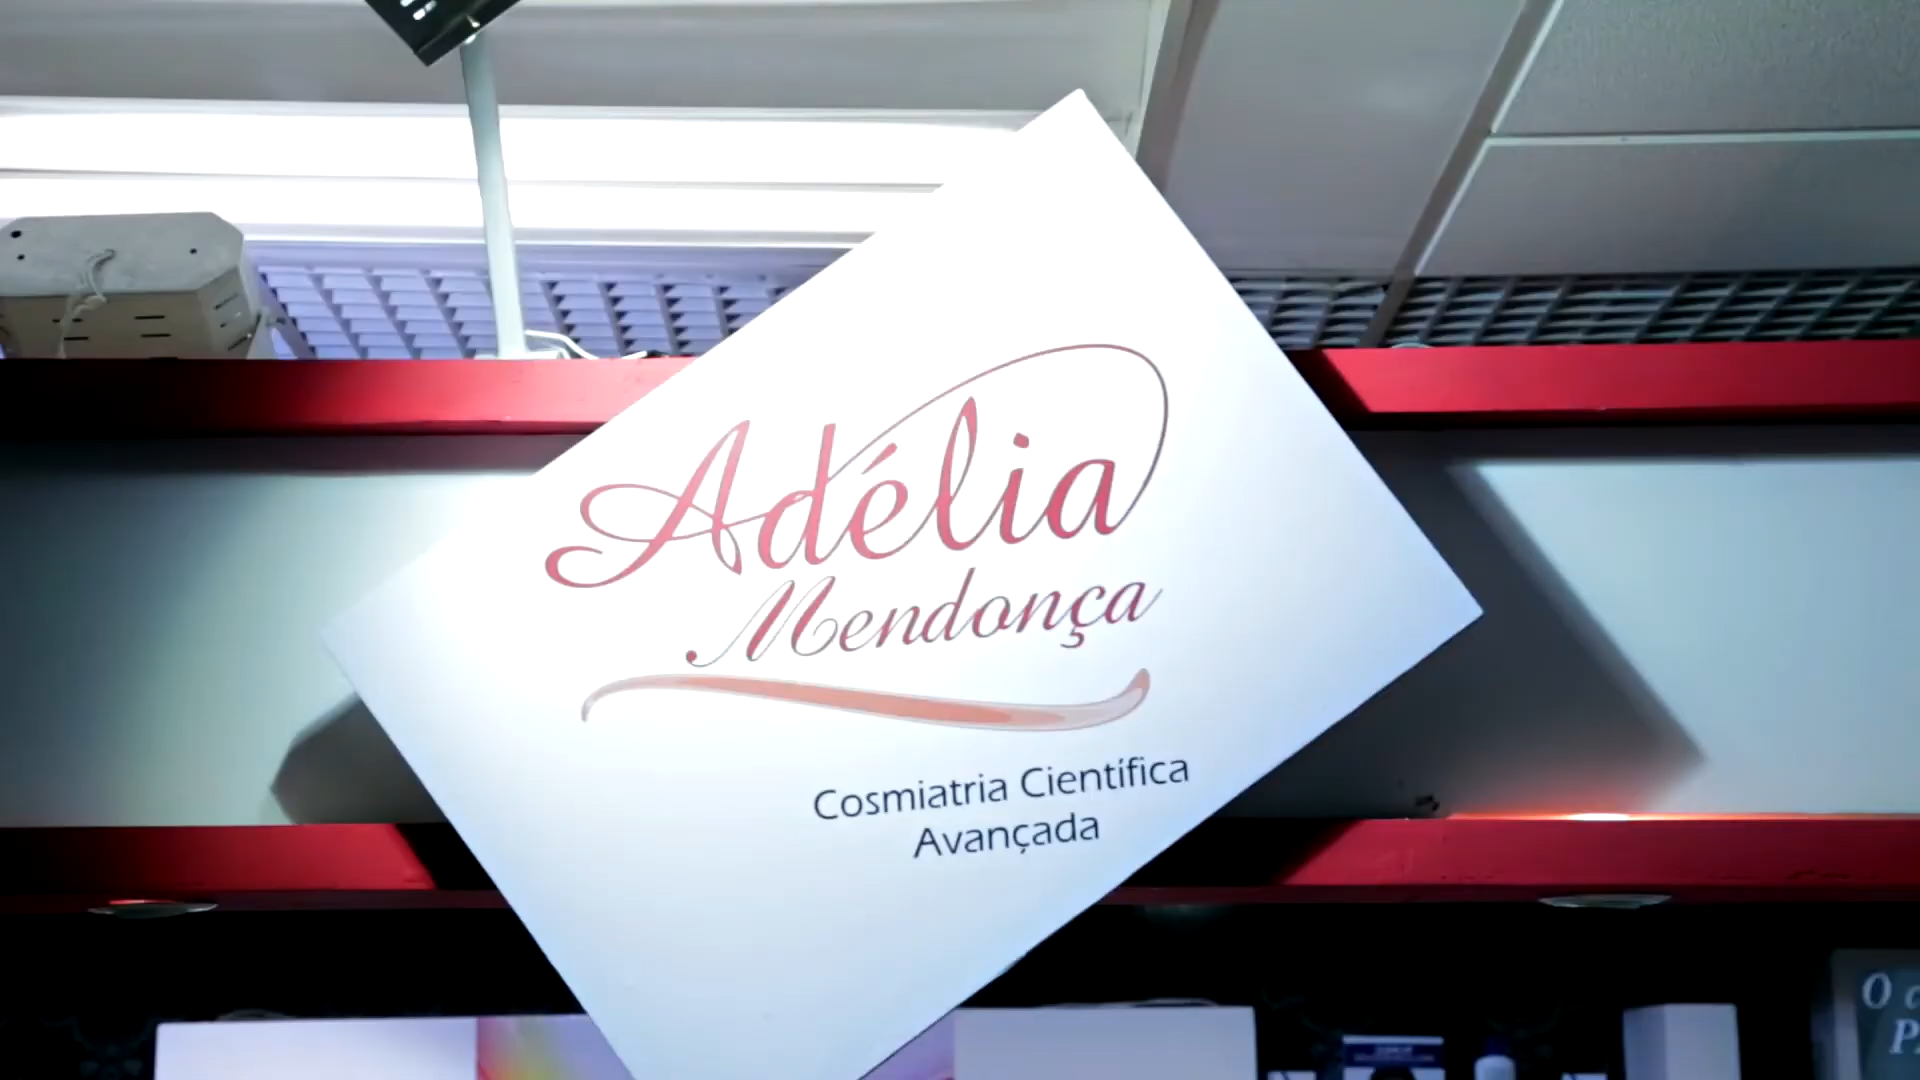 Adélia
Mendonça
Cosmiatria Científica
Avançada
O